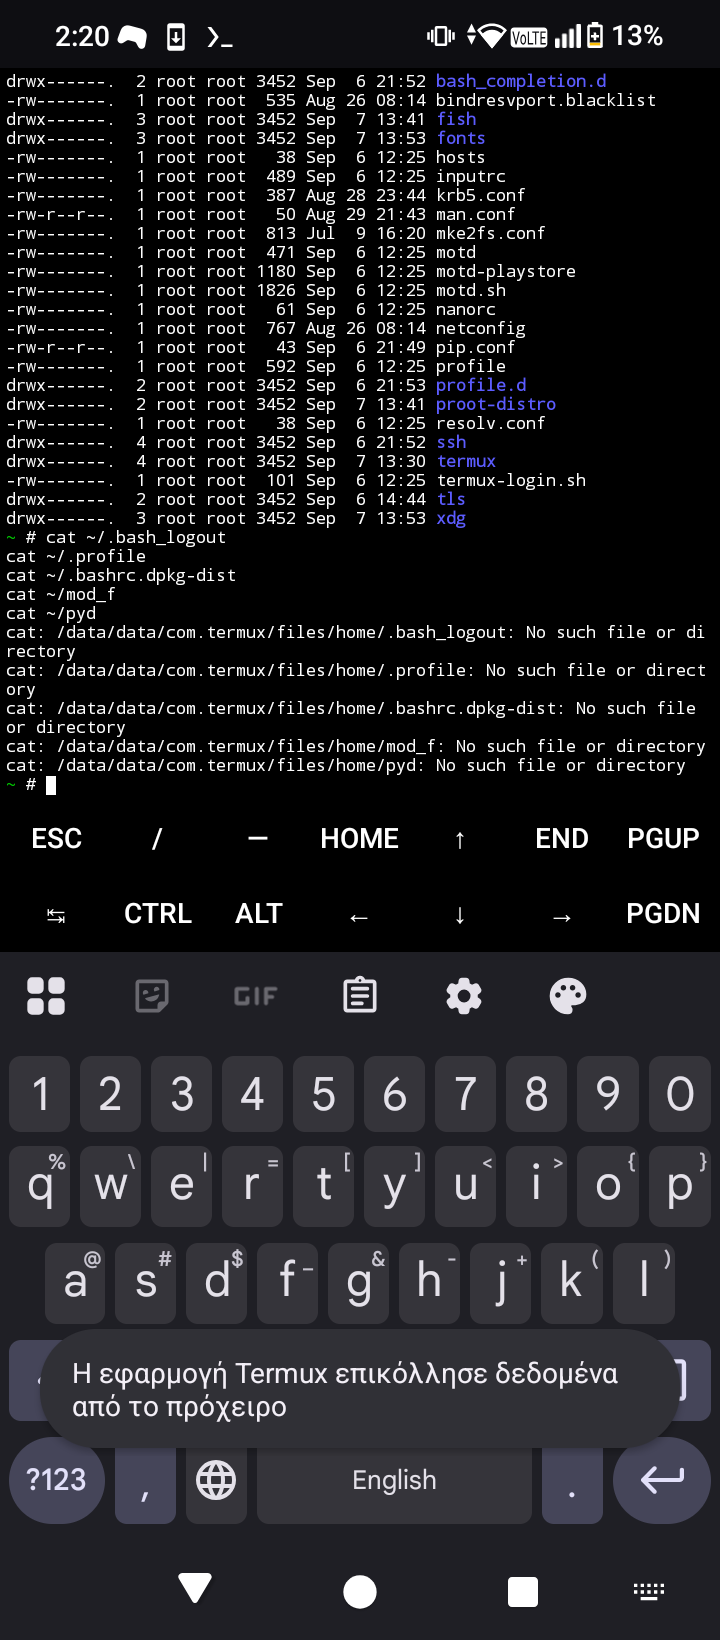 2:20 VoLTE 13%
drwx------. 2 root root 3452 Sep 6 21:52 bash_completion.d
-rw-------. 1 root root 535 Aug 26 08:14 bindresvport.blacklist
drwx------. 3 root root 3452 Sep 7 13:41 fish
drwx------. 3 root root 3452 Sep 7 13:53 fonts
-rw-------. 1 root root 38 Sep 6 12:25 hosts
-rw-------. 1 root root 489 Sep 6 12:25 inputrc
-rw-------. 1 root root 387 Aug 28 23:44 krb5.conf
-rw-r--r--. 1 root root 50 Aug 29 21:43 man.conf
-rw-------. 1 root root 813 Jul 9 16:20 mke2fs.conf
-rw-------. 1 root root 471 Sep 6 12:25 motd
-rw-------. 1 root root 1180 Sep 6 12:25 motd-playstore
-rw-------. 1 root root 1826 Sep 6 12:25 motd.sh
-rw-------. 1 root root 61 Sep 6 12:25 nanorc
-rw-------. 1 root root 767 Aug 26 08:14 netconfig
-rw-r--r--. 1 root root 43 Sep 6 21:49 pip.conf
-rw-------. 1 root root 592 Sep 6 12:25 profile
drwx------. 2 root root 3452 Sep 6 21:53 profile.d
drwx------. 2 root root 3452 Sep 7 13:41 proot-distro
-rw-------. 1 root root 38 Sep 6 12:25 resolv.conf
drwx------. 4 root root 3452 Sep 6 21:52 ssh
drwx------. 4 root root 3452 Sep 7 13:30 termux
-rw-------. 1 root root 101 Sep 6 12:25 termux-login.sh
drwx------. 2 root root 3452 Sep 6 14:44 tls
drwx------. 3 root root 3452 Sep 7 13:53 xdg
~ # cat ~/.bash_logout
cat ~/.profile
cat ~/.bashrc.dpkg-dist
cat ~/mod_f
cat ~/pyd
cat: /data/data/com.termux/files/home/.bash_logout: No such file or di
rectory
cat: /data/data/com.termux/files/home/.profile: No such file or direct
ory
cat: /data/data/com.termux/files/home/.bashrc.dpkg-dist: No such file
or directory
cat: /data/data/com.termux/files/home/mod_f: No such file or directory
cat: /data/data/com.termux/files/home/pyd: No such file or directory
~ #
ESC / — HOME ↑ END PGUP
↹ CTRL ALT ← ↓ → PGDN
GIF
1 2 3 4 5 6 7 8 9 0
% \ | = [ ] < > { }
q w e r t y u i o p
@ # $ _ & - + ( )
a s d f g h j k l
Η εφαρμογή Termux επικόλλησε δεδομένα
από το πρόχειρο
?123 , English .